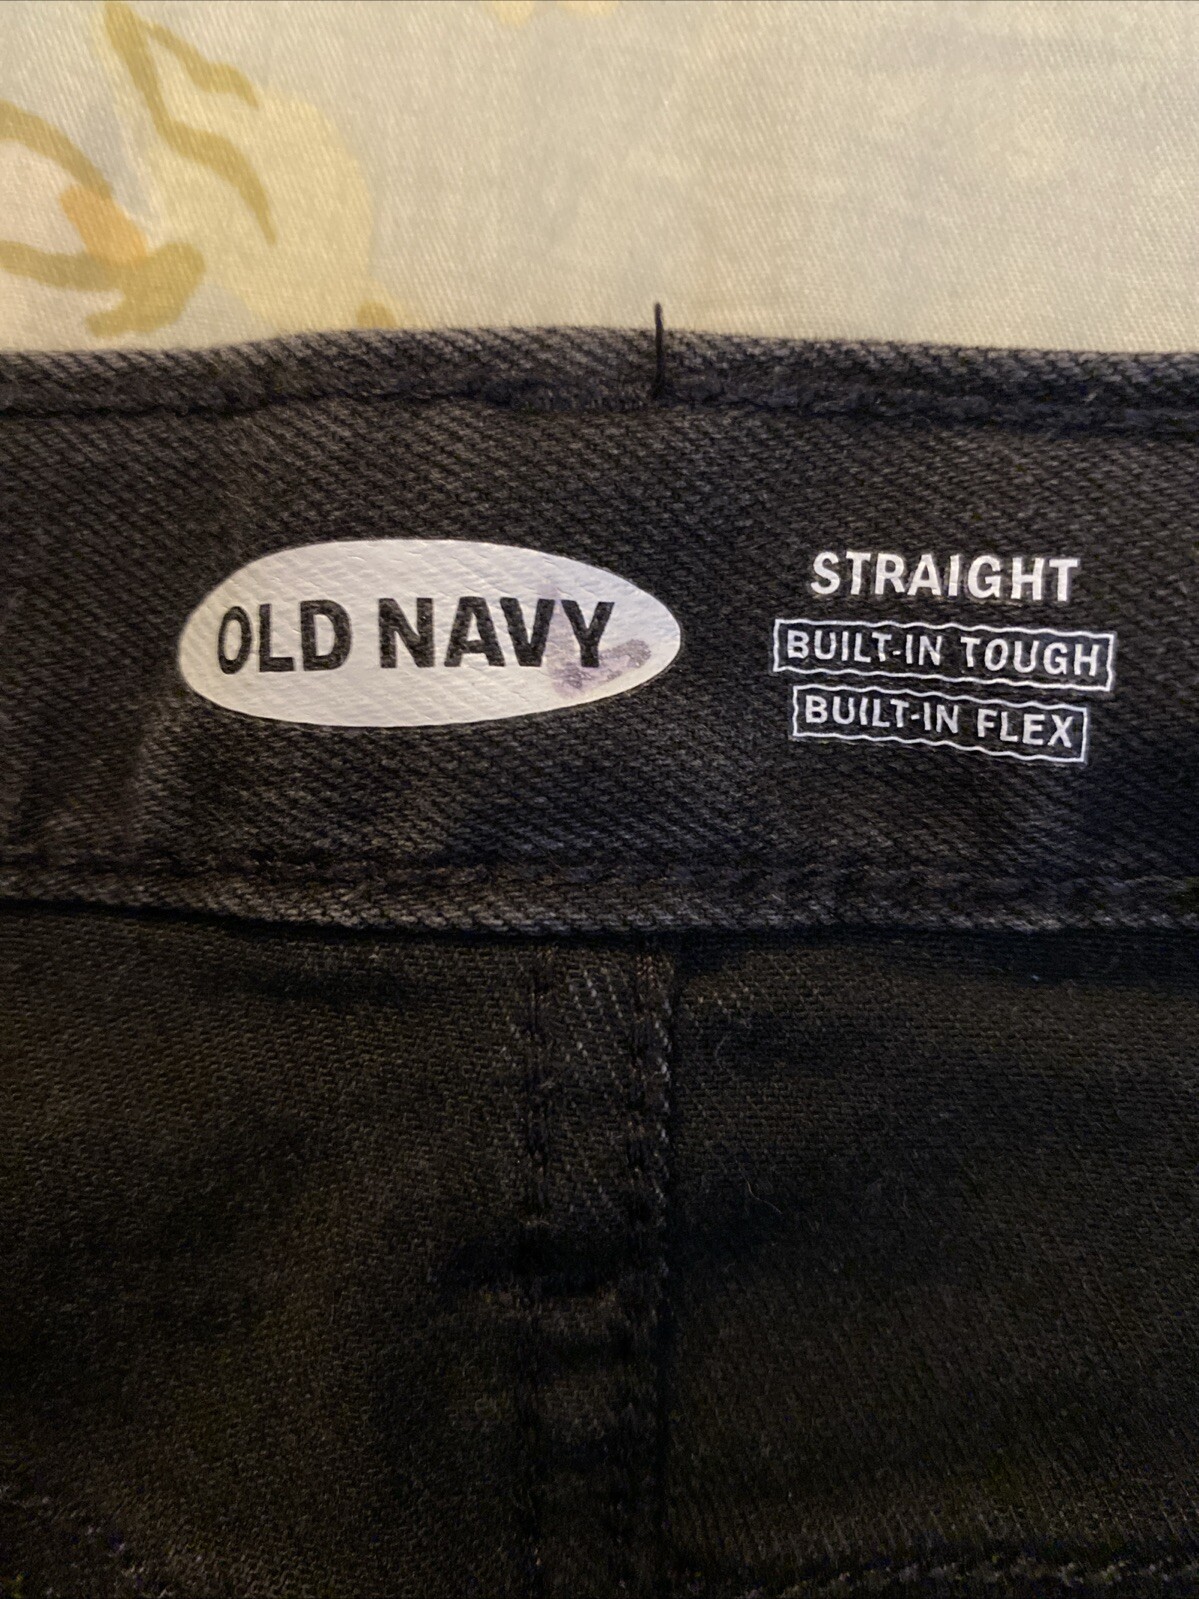 OLD NAVY
STRAIGHT
BUILT-IN TOUGH
BUILT-IN FLEX